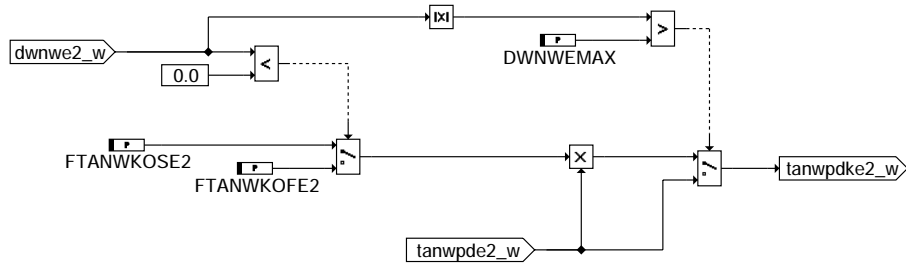 |x|
dwnwe2_w
>
P
DWNWEMAX
<
0.0
P
FTANWKOSE2
P
FTANWKOFE2
x
tanwpdke2_w
tanwpde2_w